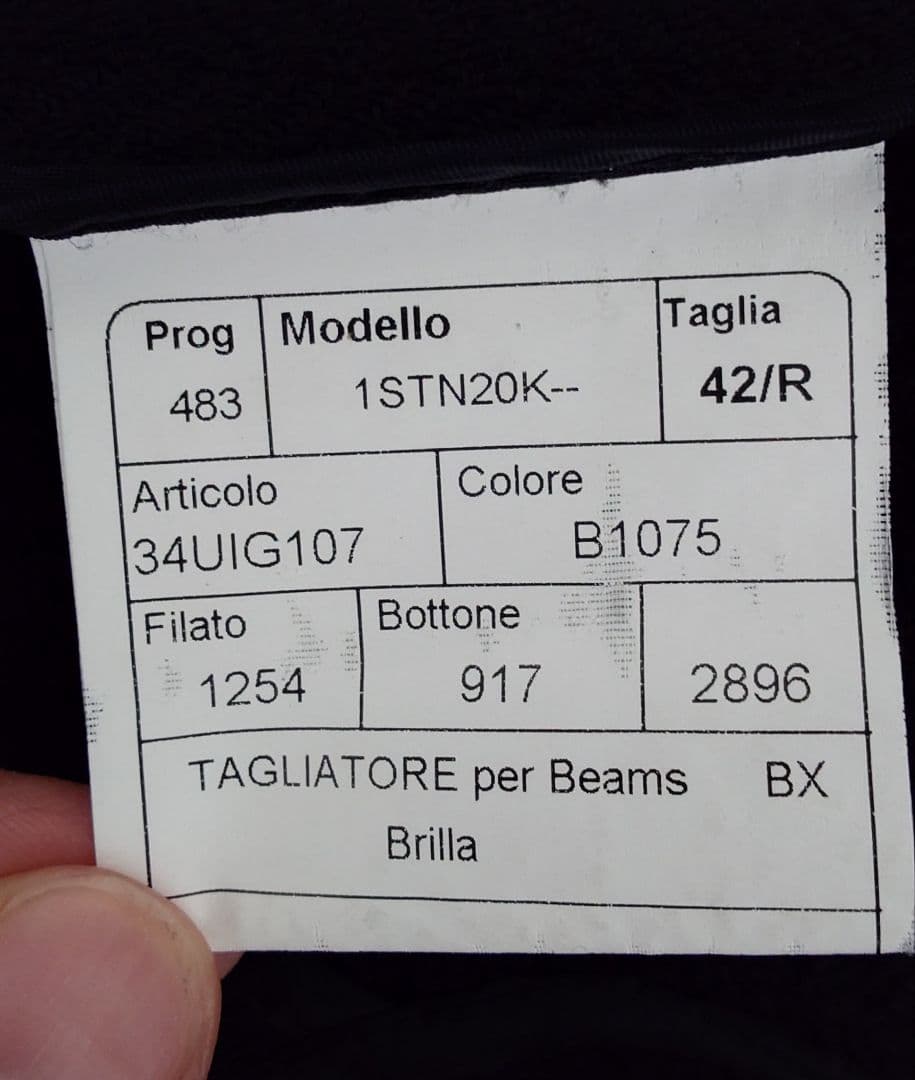 Prog Modello Taglia
483 1STN20K-- 42/R
Articolo Colore
34UIG107 B1075
Filato Bottone
1254 917 2896
TAGLIATORE per Beams BX
Brilla